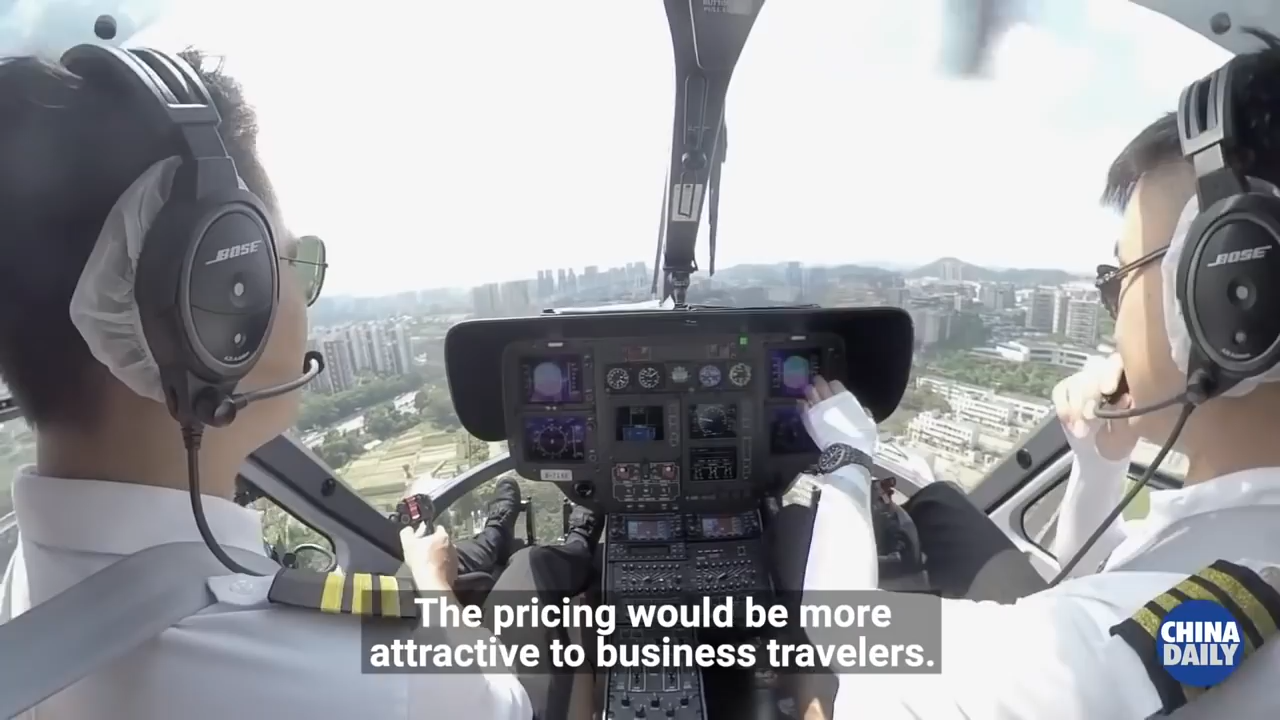 BOSE
BOSE
The pricing would be more
attractive to business travelers.
CHINA
DAILY